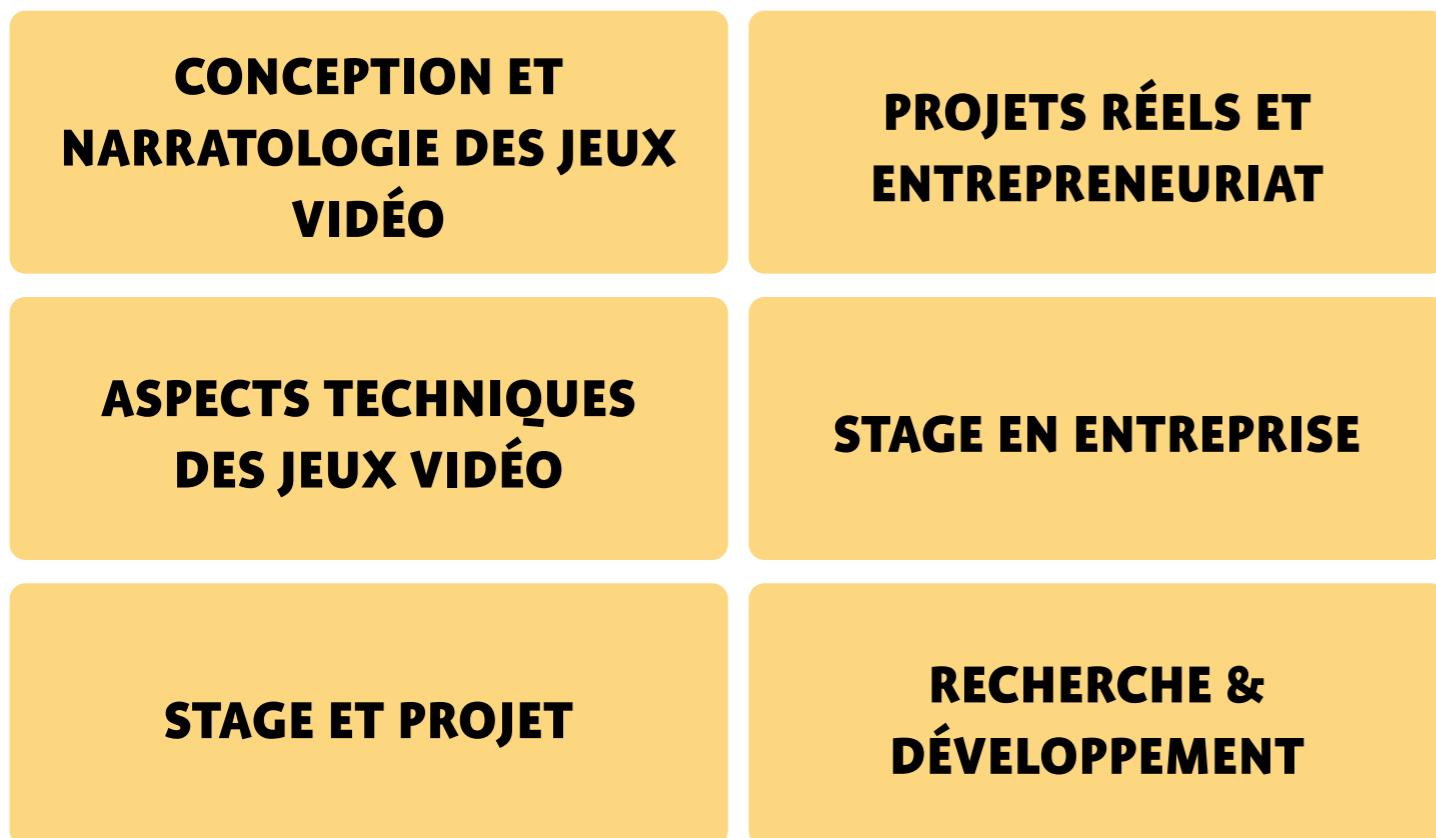 CONCEPTION ET
NARRATOLOGIE DES JEUX
VIDÉO
PROJETS RÉELS ET
ENTREPRENEURIAT
ASPECTS TECHNIQUES
DES JEUX VIDÉO
STAGE EN ENTREPRISE
STAGE ET PROJET
RECHERCHE &
DÉVELOPPEMENT